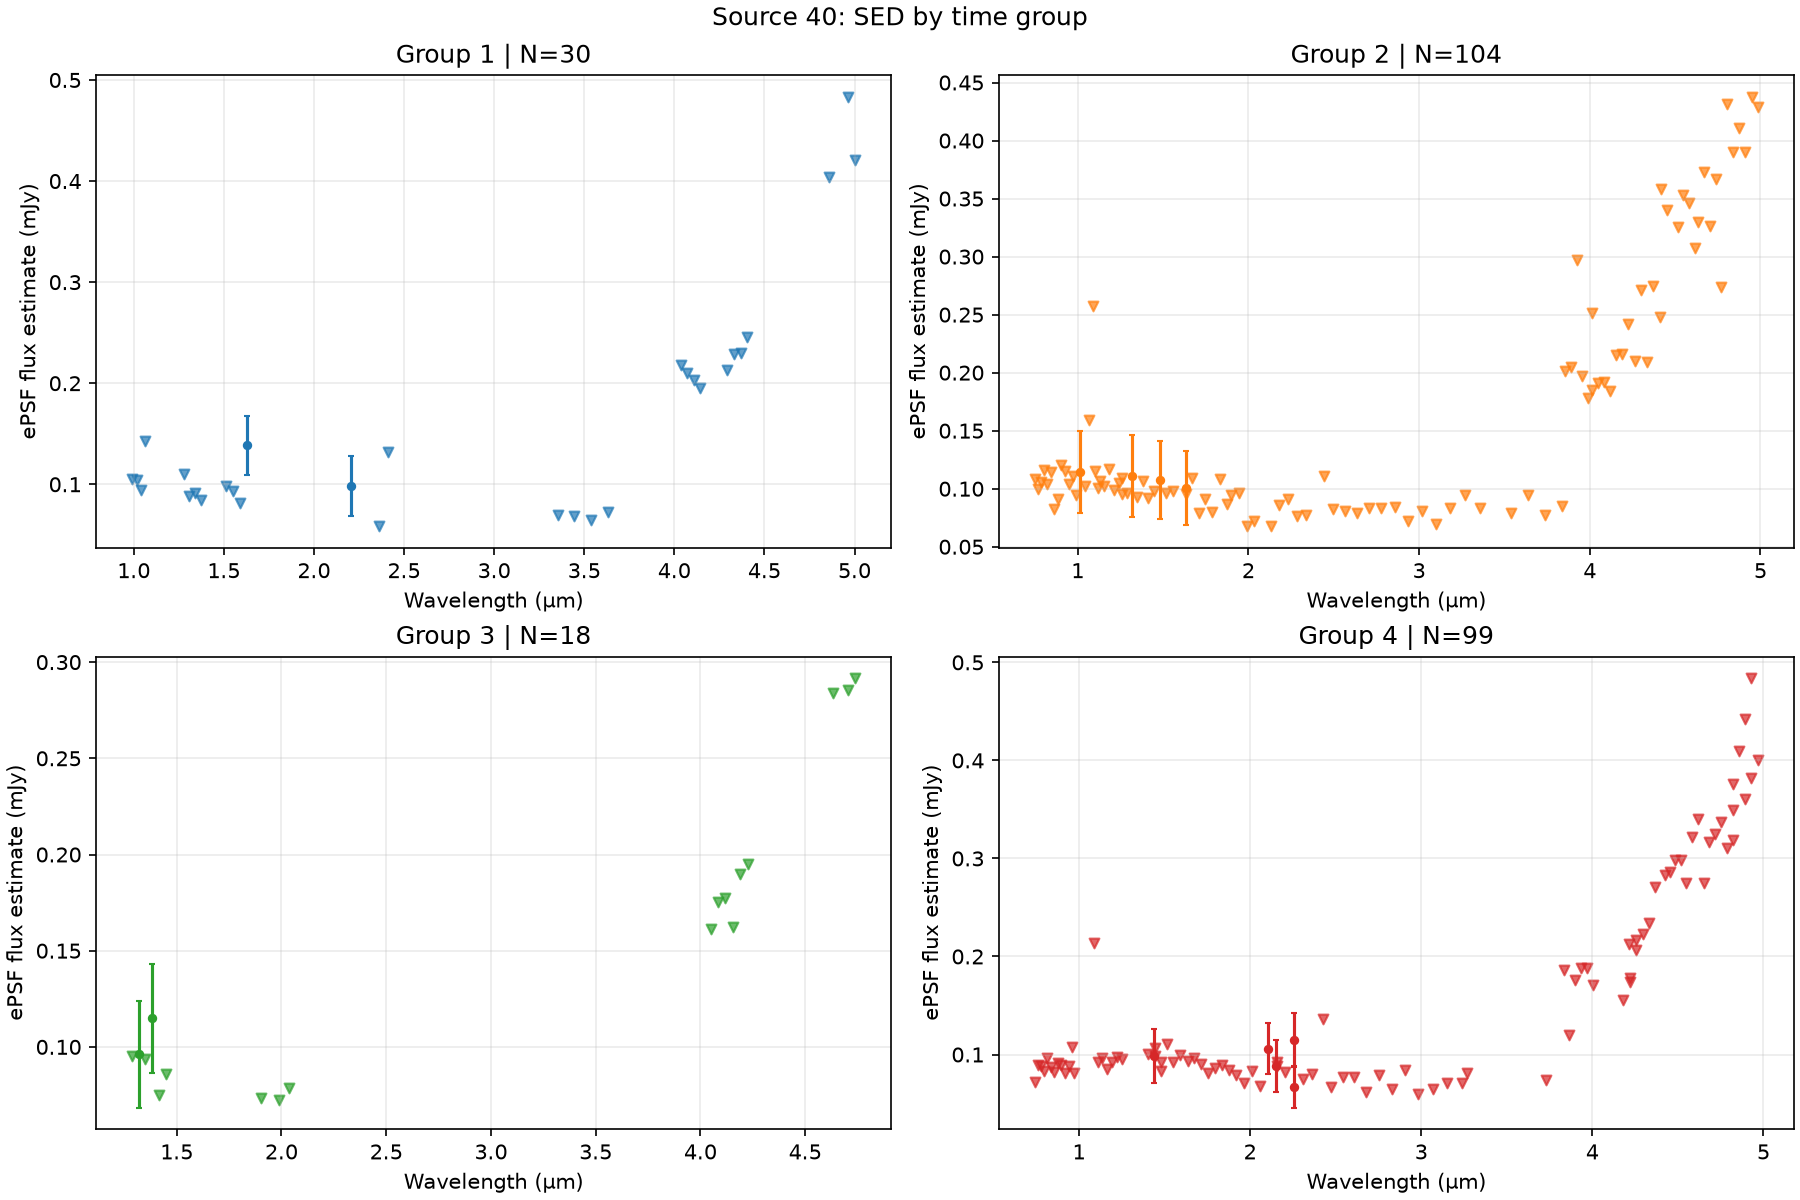 Source 40: SED by time group
Group 1 | N=30
ePSF flux estimate (mJy)
0.5
0.4
0.3
0.2
0.1
1.0 1.5 2.0 2.5 3.0 3.5 4.0 4.5 5.0
Wavelength (µm)
Group 2 | N=104
ePSF flux estimate (mJy)
0.45
0.40
0.35
0.30
0.25
0.20
0.15
0.10
0.05
1 2 3 4 5
Wavelength (µm)
Group 3 | N=18
ePSF flux estimate (mJy)
0.30
0.25
0.20
0.15
0.10
1.5 2.0 2.5 3.0 3.5 4.0 4.5
Wavelength (µm)
Group 4 | N=99
ePSF flux estimate (mJy)
0.5
0.4
0.3
0.2
0.1
1 2 3 4 5
Wavelength (µm)